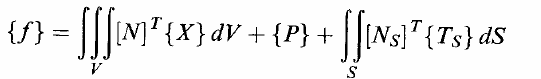 {f} = ∭_V [N]^T {X} dV + {P} + ∬_S [N_S]^T {T_S} dS